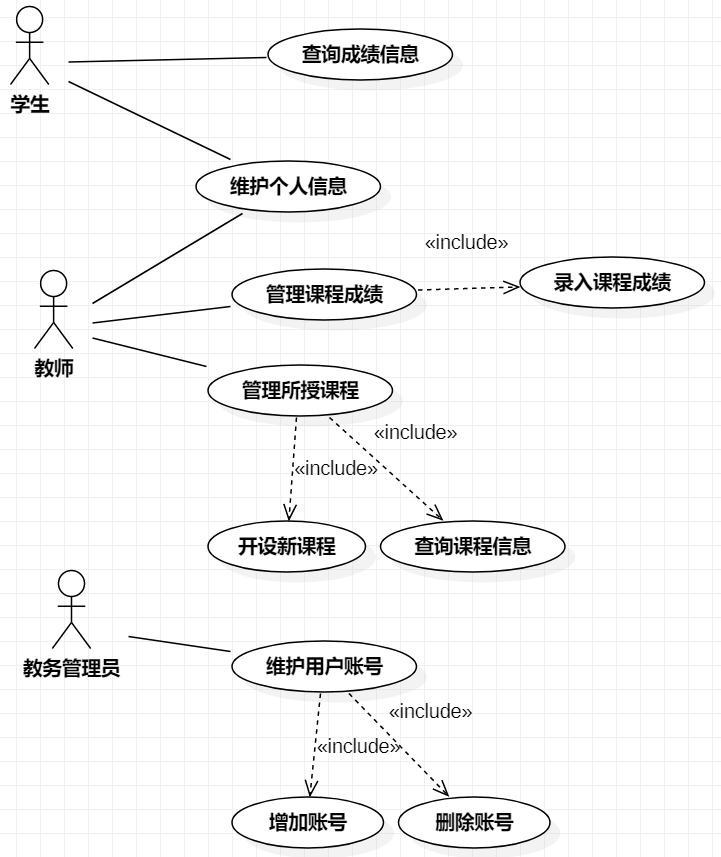 学生
查询成绩信息
维护个人信息
«include»
管理课程成绩
录入课程成绩
教师
管理所授课程
«include»
«include»
开设新课程
查询课程信息
教务管理员
维护用户账号
«include»
«include»
增加账号
删除账号